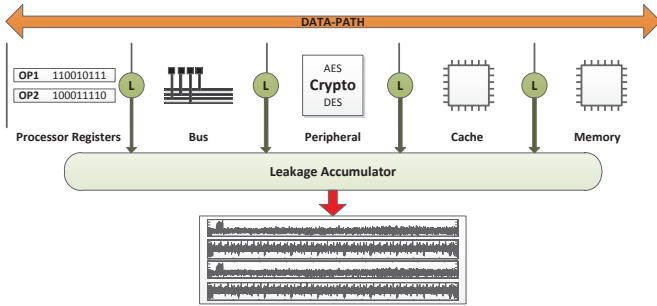 DATA-PATH
OP1 110010111
OP2 100011110
L
L
L
L
AES
Crypto
DES
Processor Registers
Bus
Peripheral
Cache
Memory
Leakage Accumulator